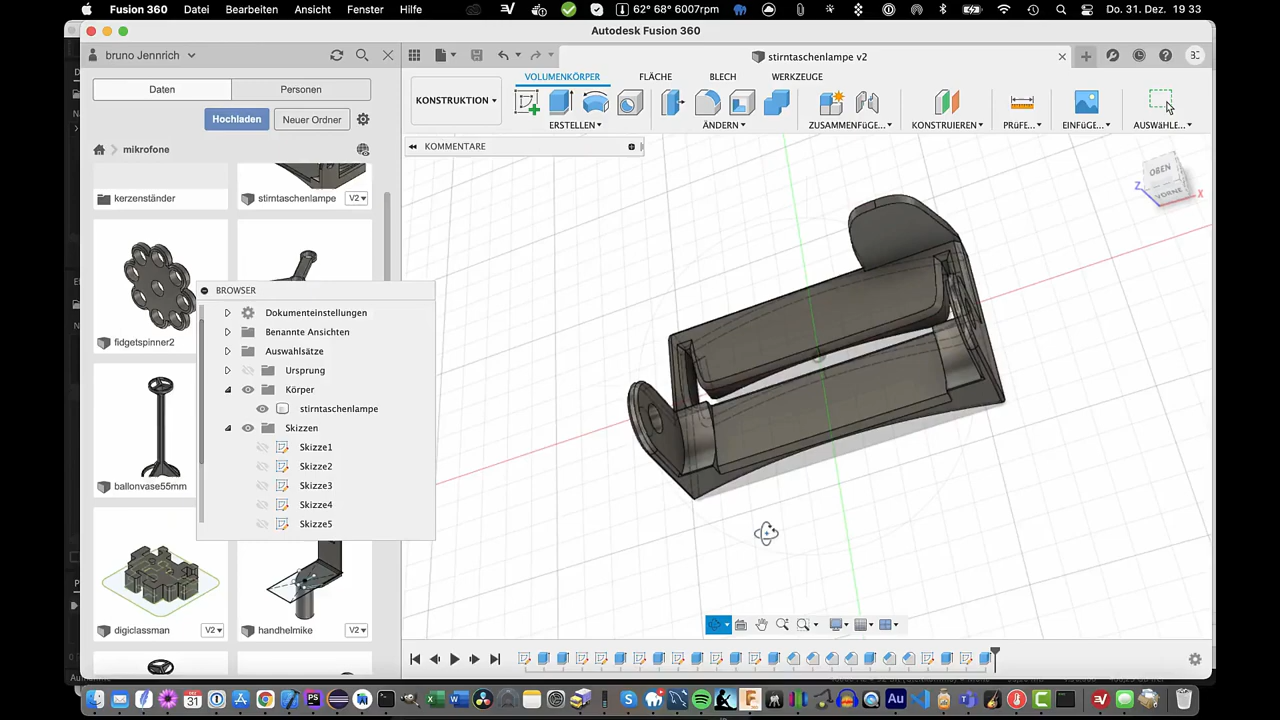 Fusion 360 Datei Bearbeiten Ansicht Fenster Hilfe 62° 68° 6007rpm Do. 31. Dez. 19 33
Autodesk Fusion 360
bruno Jennrich
stirntaschenlampe v2
Daten Personen
Hochladen Neuer Ordner
mikrofone
VOLUMENKÖRPER FLÄCHE BLECH WERKZEUGE
KONSTRUKTION
ERSTELLEN ÄNDERN ZUSAMMENFÜGE... KONSTRUIEREN PRÜFE... EINFÜGE... AUSWÄHLE...
KOMMENTARE
OBEN
VORNE
Z
X
kerzenständer
stirntaschenlampe V2
fidgetspinner2
BROWSER
Dokumenteinstellungen
Benannte Ansichten
Auswahlsätze
Ursprung
Körper
stirntaschenlampe
Skizzen
Skizze1
Skizze2
Skizze3
Skizze4
Skizze5
ballonvase55mm
digiclassman V2
handhelmike V2